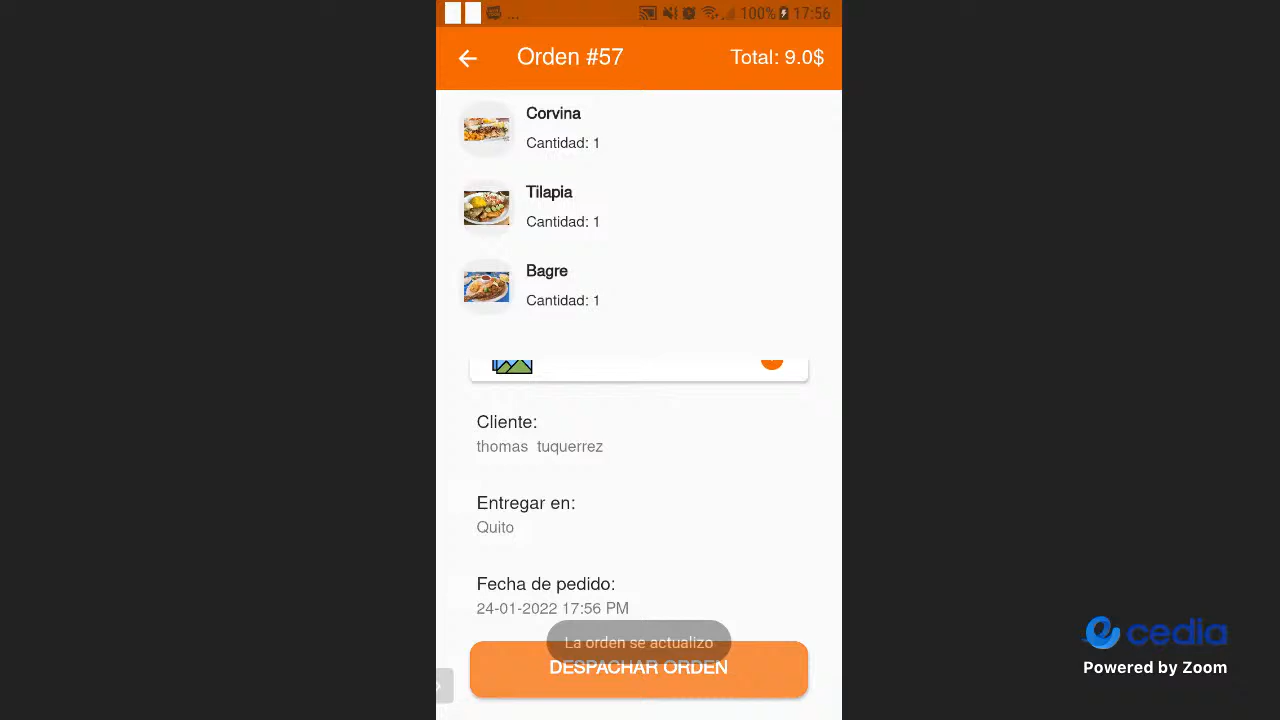 ... 100% 17:56
Orden #57
Total: 9.0$
Corvina
Cantidad: 1
Tilapia
Cantidad: 1
Bagre
Cantidad: 1
Cliente:
thomas tuquerrez
Entregar en:
Quito
Fecha de pedido:
24-01-2022 17:56 PM
La orden se actualizo
DESPACHAR ORDEN
cedia
Powered by Zoom